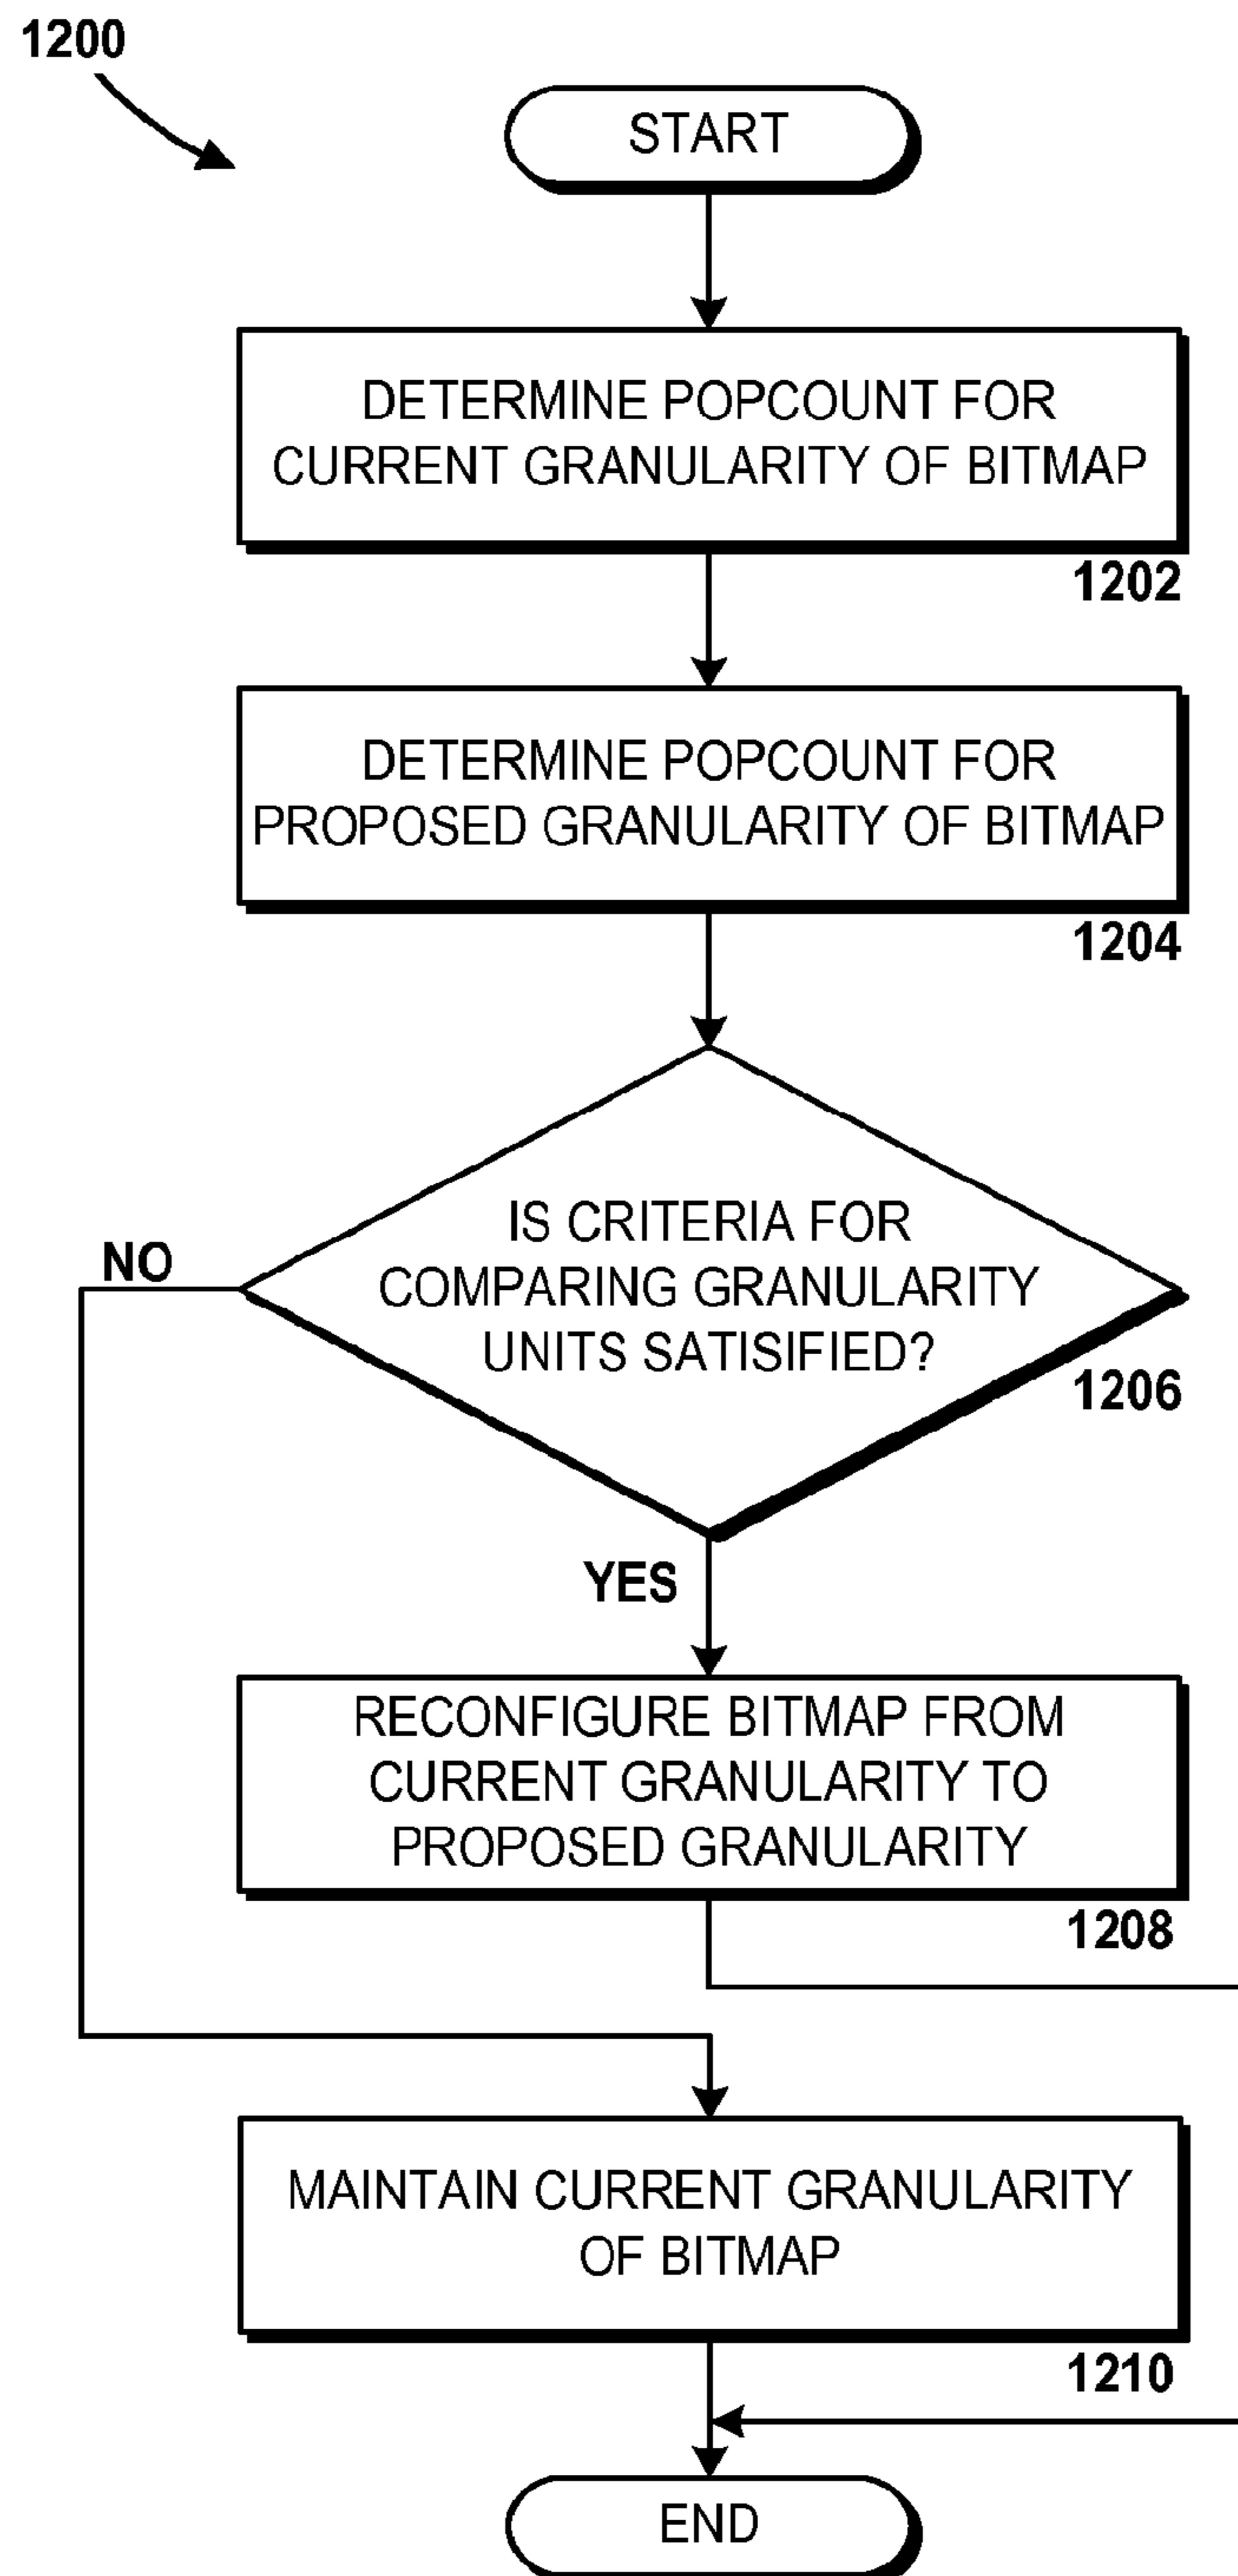 1200
START
DETERMINE POPCOUNT FOR
CURRENT GRANULARITY OF BITMAP
1202
DETERMINE POPCOUNT FOR
PROPOSED GRANULARITY OF BITMAP
1204
IS CRITERIA FOR
COMPARING GRANULARITY
UNITS SATISIFIED?
1206
NO
YES
RECONFIGURE BITMAP FROM
CURRENT GRANULARITY TO
PROPOSED GRANULARITY
1208
MAINTAIN CURRENT GRANULARITY
OF BITMAP
1210
END